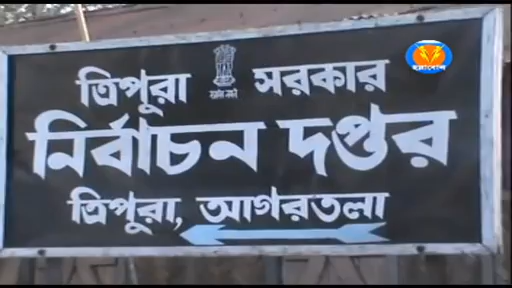 ত্রিপুরা সরকার
নির্বাচন দপ্তর
ত্রিপুরা, আগরতলা